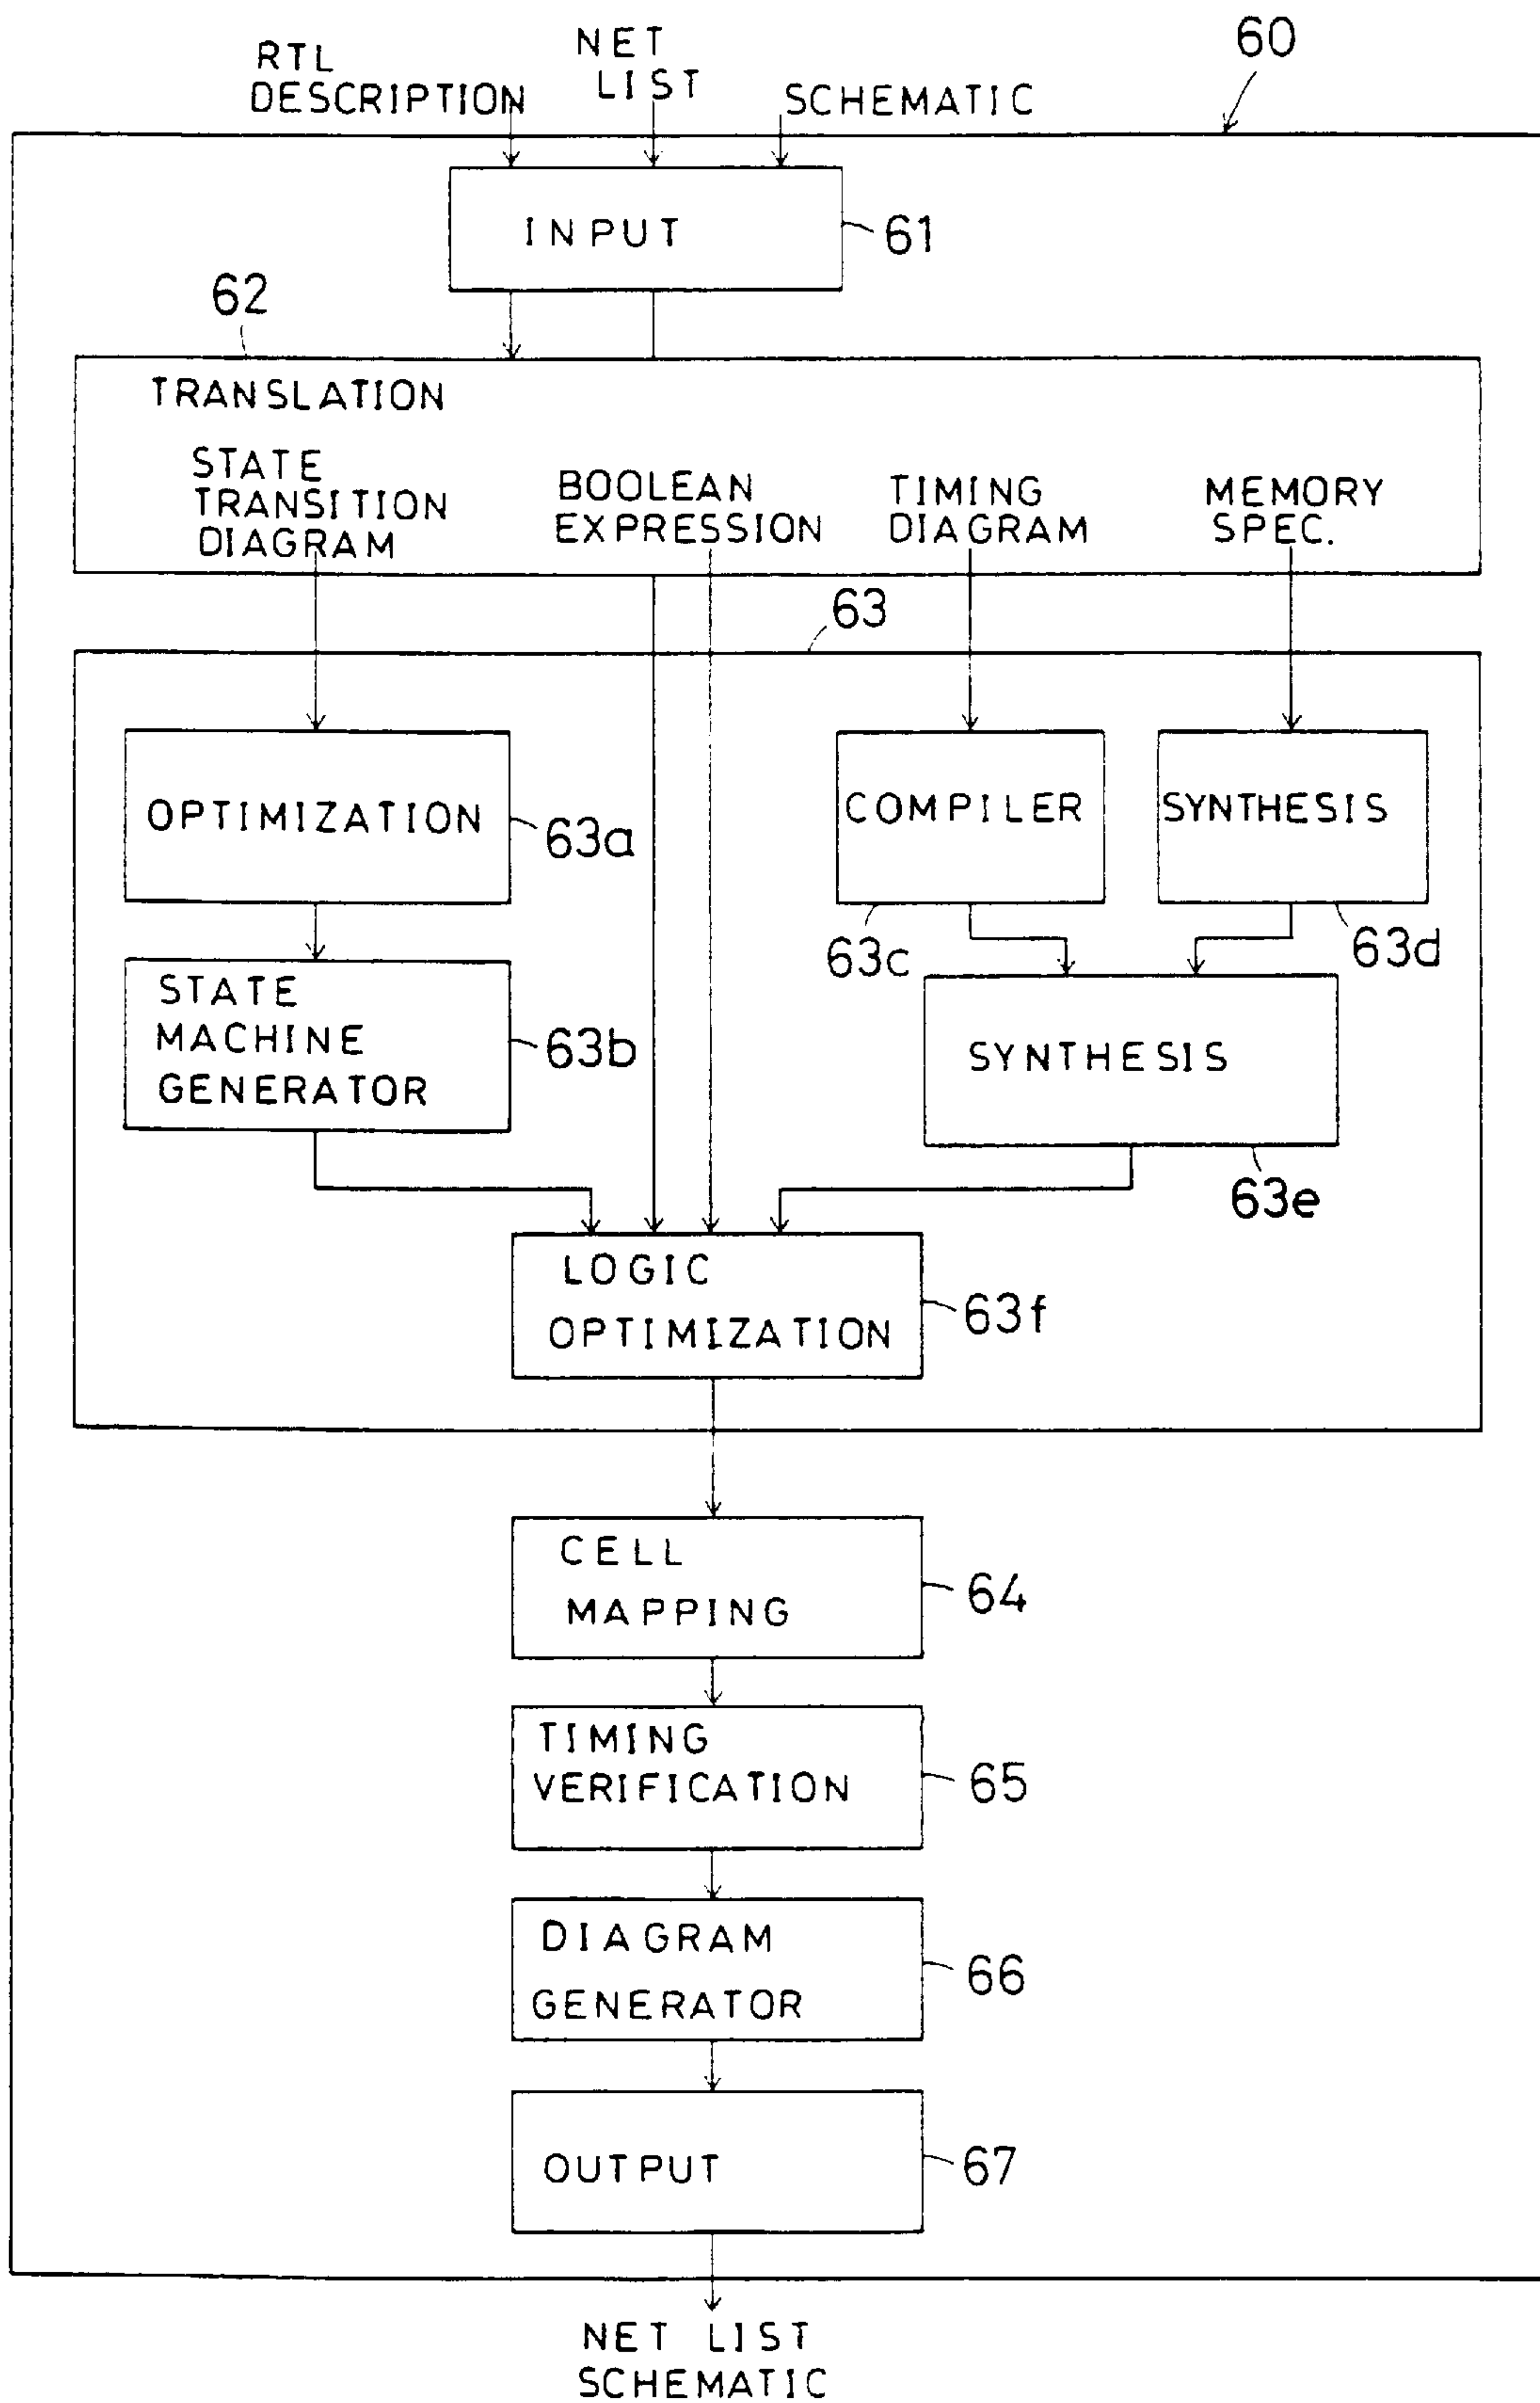 RTL
DESCRIPTION
NET
LIST
SCHEMATIC
60
INPUT
61
62
TRANSLATION
STATE
TRANSITION
DIAGRAM
BOOLEAN
EXPRESSION
TIMING
DIAGRAM
MEMORY
SPEC.
63
OPTIMIZATION
63a
COMPILER
63c
SYNTHESIS
63d
STATE
MACHINE
GENERATOR
63b
SYNTHESIS
63e
LOGIC
OPTIMIZATION
63f
CELL
MAPPING
64
TIMING
VERIFICATION
65
DIAGRAM
GENERATOR
66
OUTPUT
67
NET LIST
SCHEMATIC